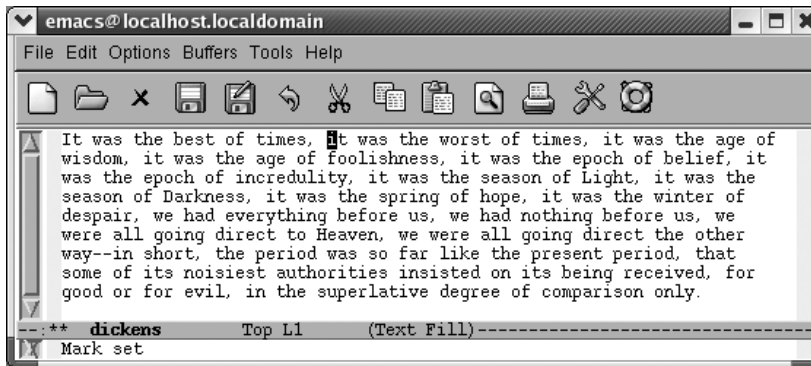 emacs@localhost.localdomain
File Edit Options Buffers Tools Help
It was the best of times, it was the worst of times, it was the age of
wisdom, it was the age of foolishness, it was the epoch of belief, it
was the epoch of incredulity, it was the season of Light, it was the
season of Darkness, it was the spring of hope, it was the winter of
despair, we had everything before us, we had nothing before us, we
were all going direct to Heaven, we were all going direct the other
way--in short, the period was so far like the present period, that
some of its noisiest authorities insisted on its being received, for
good or for evil, in the superlative degree of comparison only.
--:** dickens Top L1 (Text Fill)---------------------------------
Mark set